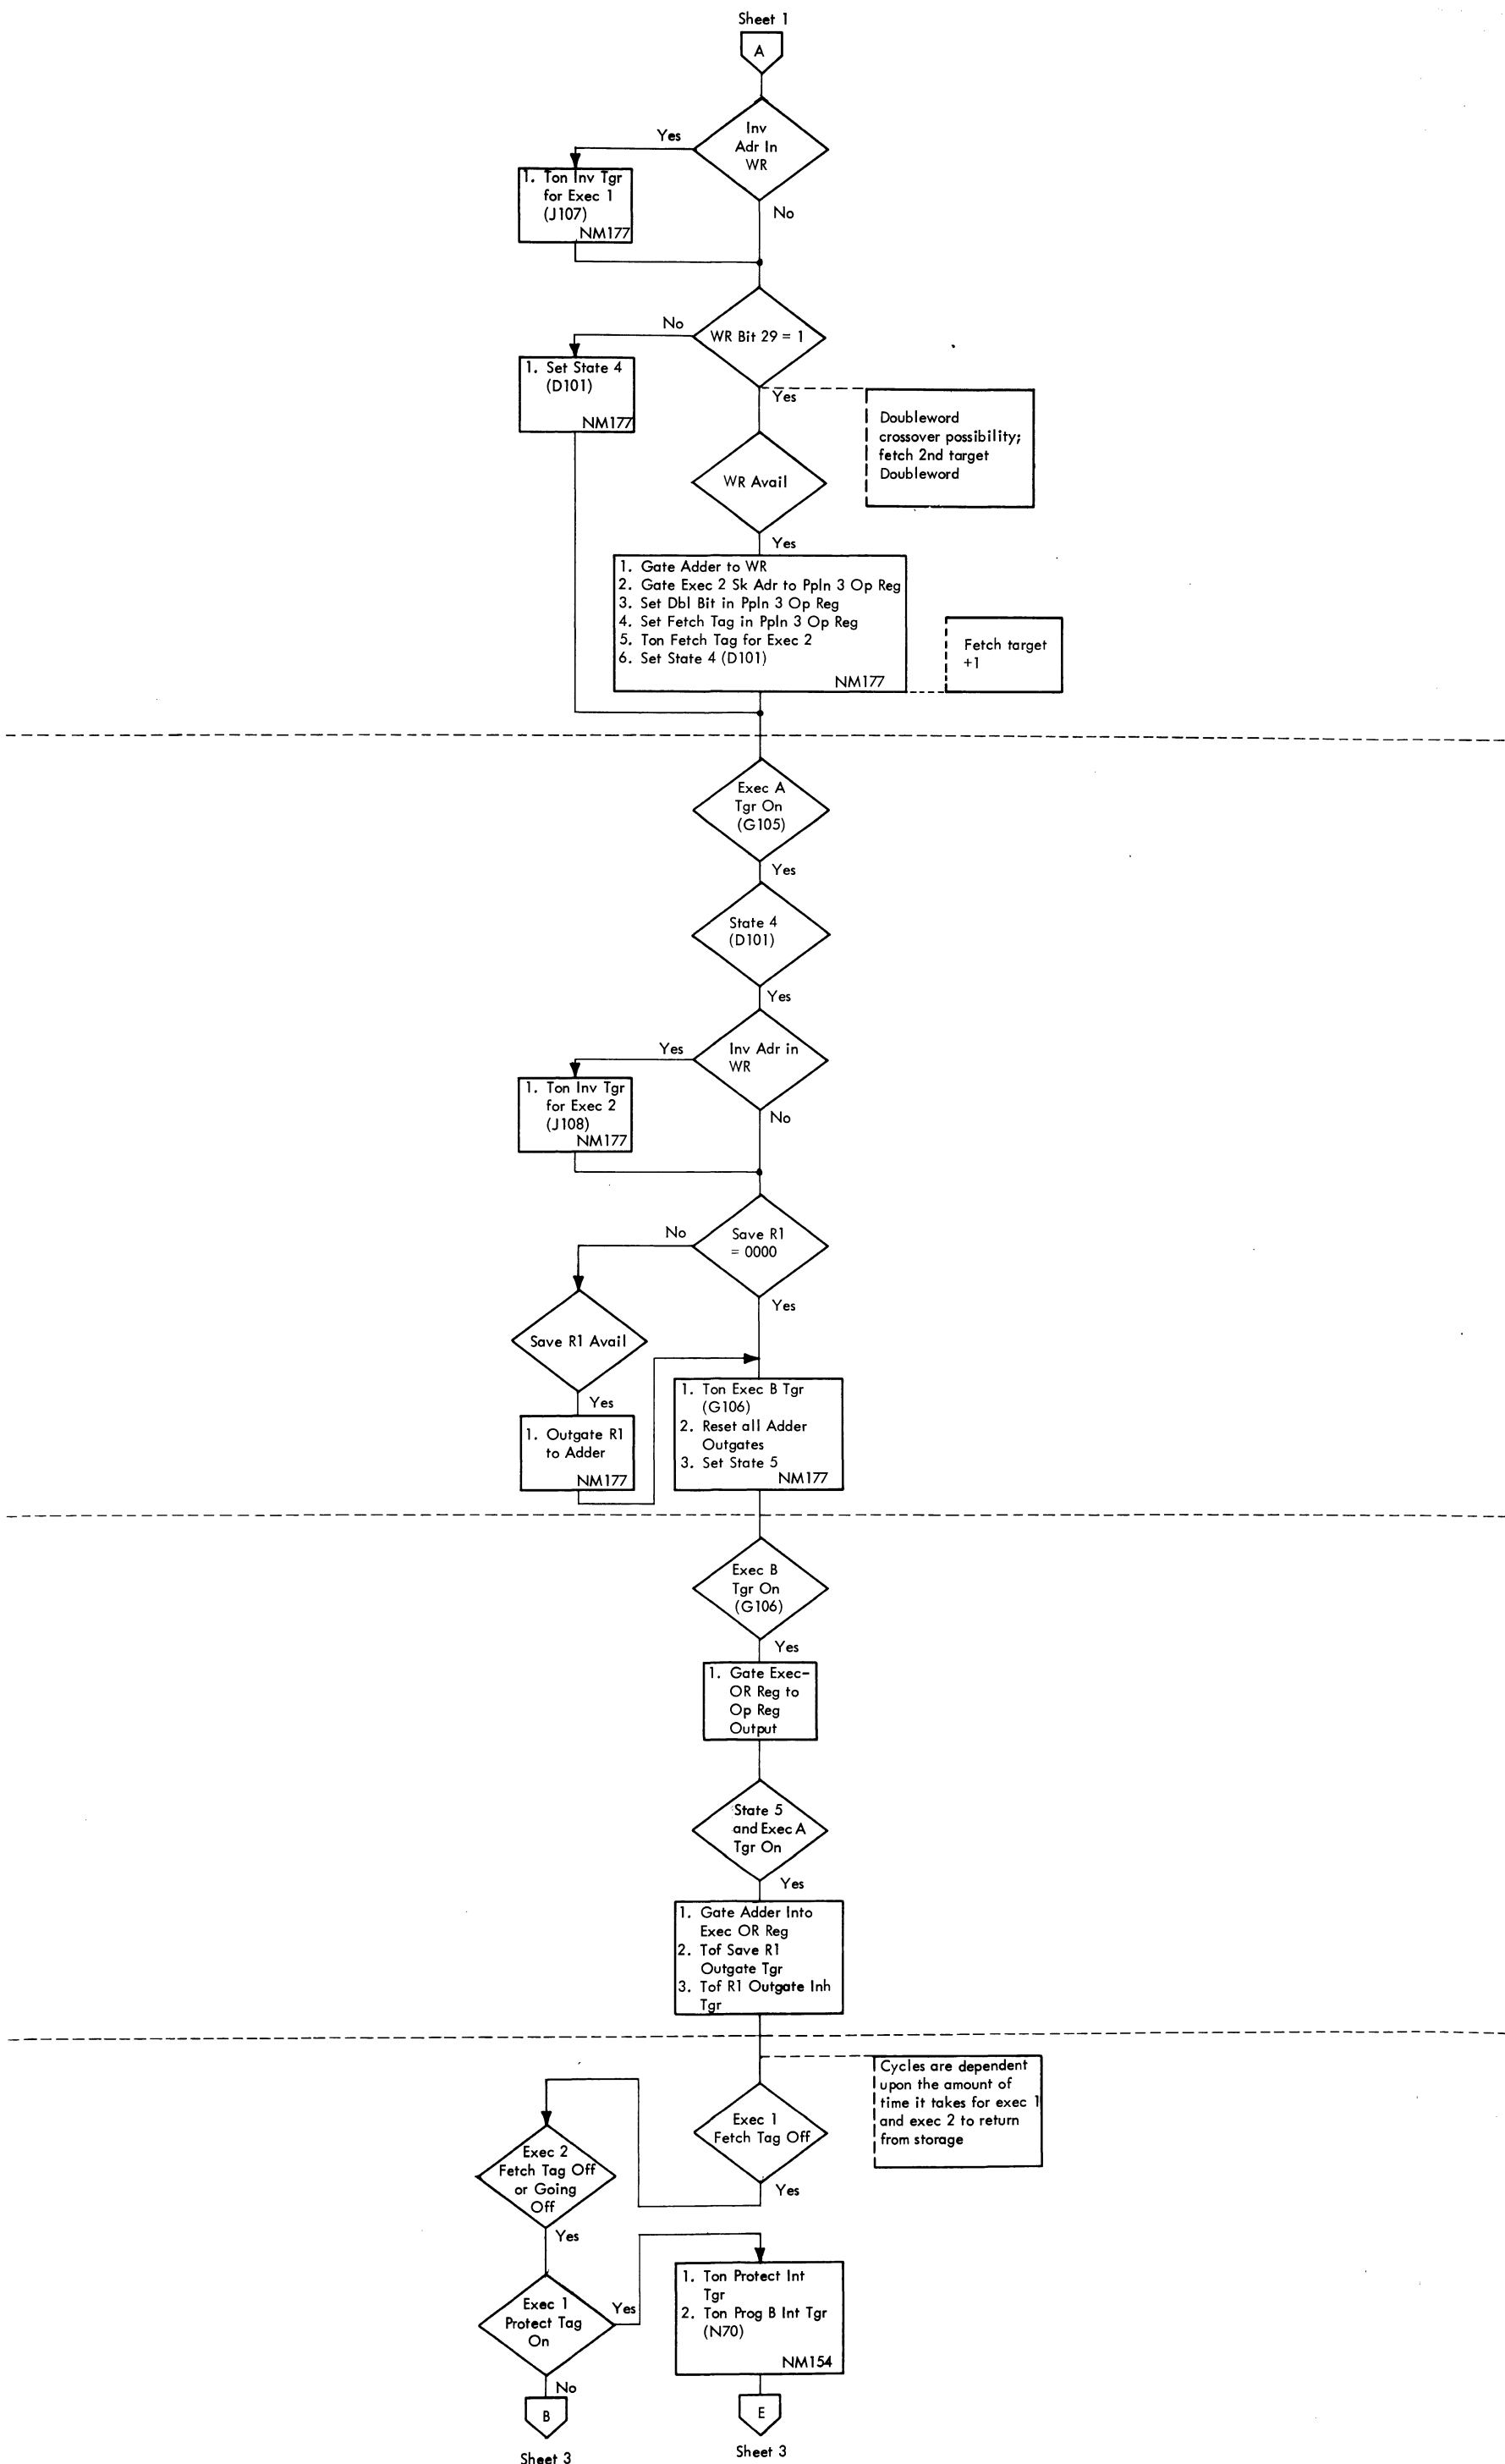 Sheet 1
A
Inv
Adr In
WR
Yes
1. Ton Inv Tgr
for Exec 1
(J107)
NM177
No
WR Bit 29 = 1
No
1. Set State 4
(D101)
NM177
Yes
Doubleword
crossover possibility;
fetch 2nd target
Doubleword
WR Avail
Yes
1. Gate Adder to WR
2. Gate Exec 2 Sk Adr to Ppln 3 Op Reg
3. Set Dbl Bit in Ppln 3 Op Reg
4. Set Fetch Tag in Ppln 3 Op Reg
5. Ton Fetch Tag for Exec 2
6. Set State 4 (D101)
NM177
Fetch target
+1
Exec A
Tgr On
(G105)
Yes
State 4
(D101)
Yes
Inv Adr in
WR
Yes
1. Ton Inv Tgr
for Exec 2
(J108)
NM177
No
Save R1
= 0000
No
Yes
Save R1 Avail
Yes
1. Outgate R1
to Adder
NM177
1. Ton Exec B Tgr
(G106)
2. Reset all Adder
Outgates
3. Set State 5
NM177
Exec B
Tgr On
(G106)
Yes
1. Gate Exec-
OR Reg to
Op Reg
Output
State 5
and Exec A
Tgr On
Yes
1. Gate Adder Into
Exec OR Reg
2. Tof Save R1
Outgate Tgr
3. Tof R1 Outgate Inh
Tgr
Cycles are dependent
upon the amount of
time it takes for exec 1
and exec 2 to return
from storage
Exec 1
Fetch Tag Off
Yes
Exec 2
Fetch Tag Off
or Going
Off
Yes
Exec 1
Protect Tag
On
Yes
1. Ton Protect Int
Tgr
2. Ton Prog B Int Tgr
(N70)
NM154
No
B
Sheet 3
E
Sheet 3